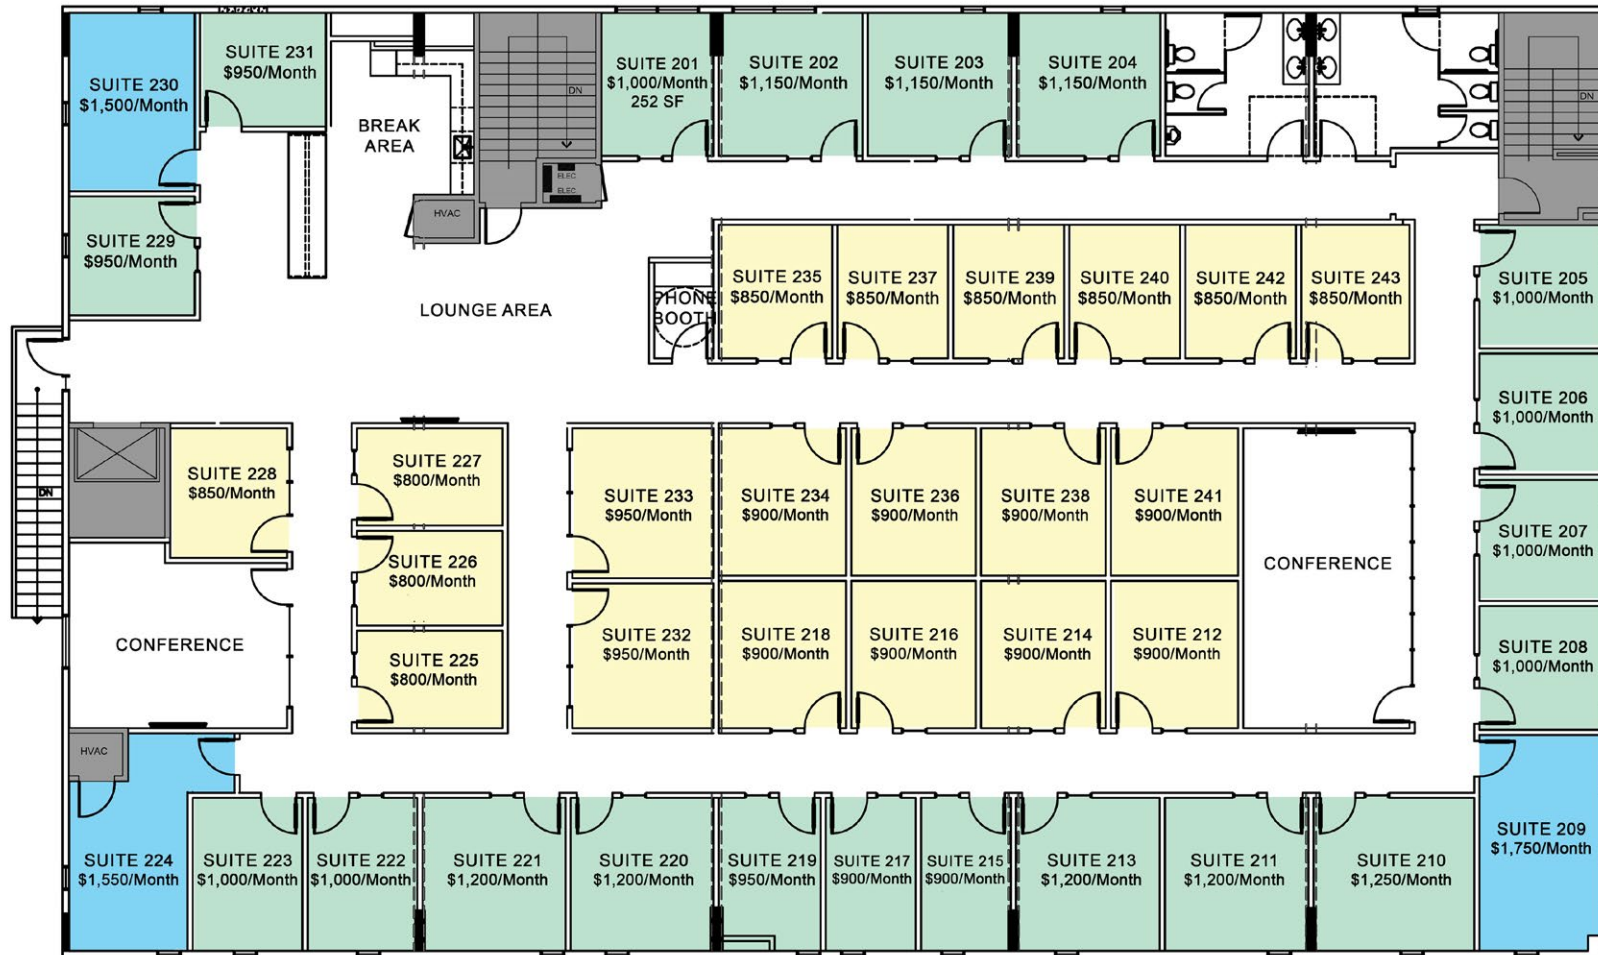 SUITE 230
$1,500/Month
SUITE 231
$950/Month
BREAK
AREA
DN
ELEC
ELEC
HVAC
SUITE 201
$1,000/Month
252 SF
SUITE 202
$1,150/Month
SUITE 203
$1,150/Month
SUITE 204
$1,150/Month
DN
SUITE 229
$950/Month
LOUNGE AREA
PHONE
BOOTH
SUITE 235
$850/Month
SUITE 237
$850/Month
SUITE 239
$850/Month
SUITE 240
$850/Month
SUITE 242
$850/Month
SUITE 243
$850/Month
SUITE 205
$1,000/Month
SUITE 206
$1,000/Month
DN
SUITE 228
$850/Month
SUITE 227
$800/Month
SUITE 233
$950/Month
SUITE 234
$900/Month
SUITE 236
$900/Month
SUITE 238
$900/Month
SUITE 241
$900/Month
CONFERENCE
SUITE 207
$1,000/Month
SUITE 226
$800/Month
CONFERENCE
SUITE 225
$800/Month
SUITE 232
$950/Month
SUITE 218
$900/Month
SUITE 216
$900/Month
SUITE 214
$900/Month
SUITE 212
$900/Month
SUITE 208
$1,000/Month
HVAC
SUITE 224
$1,550/Month
SUITE 223
$1,000/Month
SUITE 222
$1,000/Month
SUITE 221
$1,200/Month
SUITE 220
$1,200/Month
SUITE 219
$950/Month
SUITE 217
$900/Month
SUITE 215
$900/Month
SUITE 213
$1,200/Month
SUITE 211
$1,200/Month
SUITE 210
$1,250/Month
SUITE 209
$1,750/Month